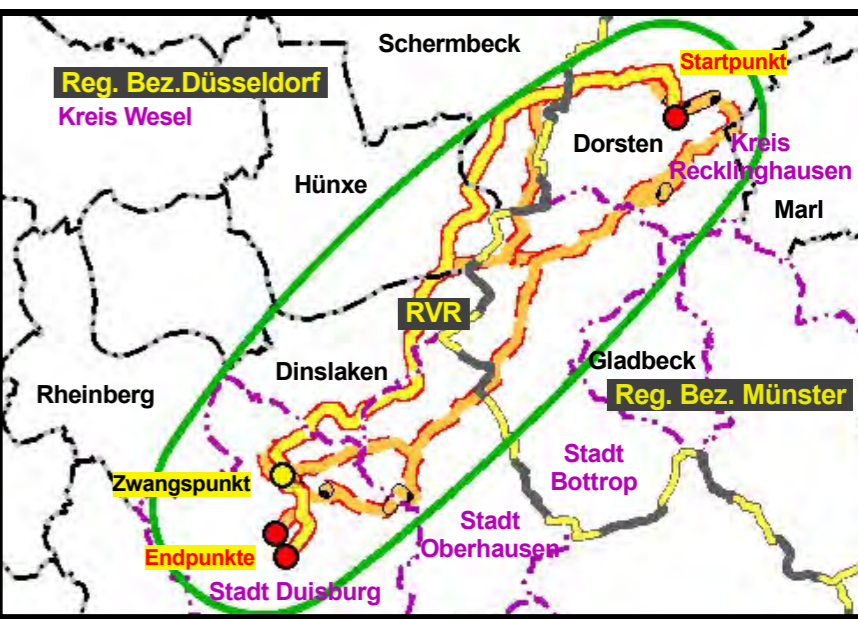 Schermbeck
Startpunkt
Reg. Bez.Düsseldorf
Kreis Wesel
Dorsten
Kreis
Recklinghausen
Hünxe
Marl
RVR
Gladbeck
Dinslaken
Rheinberg
Reg. Bez. Münster
Stadt
Bottrop
Zwangspunkt
Stadt
Oberhausen
Endpunkte
Stadt Duisburg